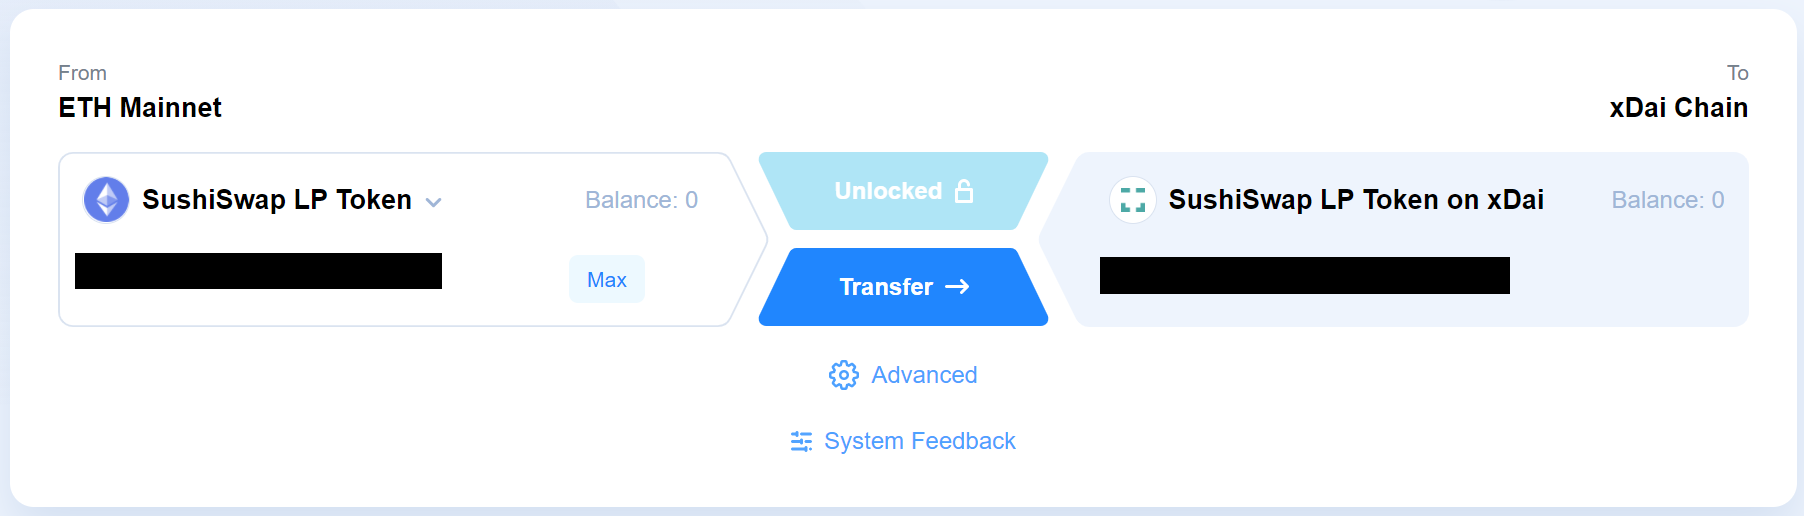 From
ETH Mainnet
To
xDai Chain
SushiSwap LP Token
Balance: 0
Max
Unlocked
Transfer
SushiSwap LP Token on xDai
Balance: 0
Advanced
System Feedback